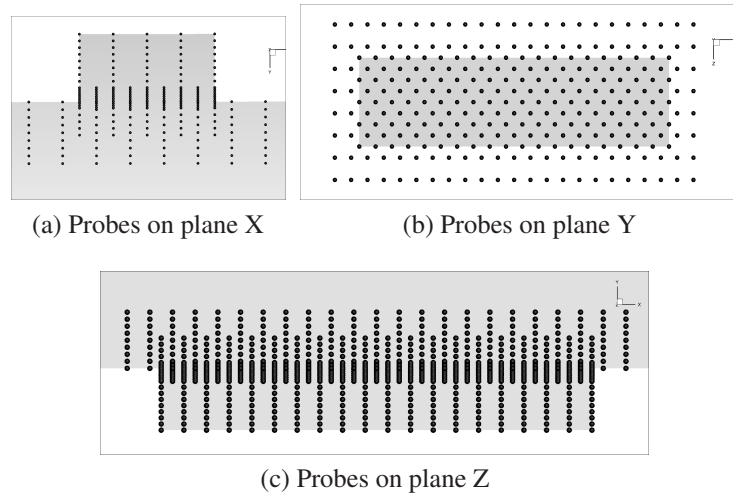 (a) Probes on plane X
(b) Probes on plane Y
(c) Probes on plane Z
Y
X